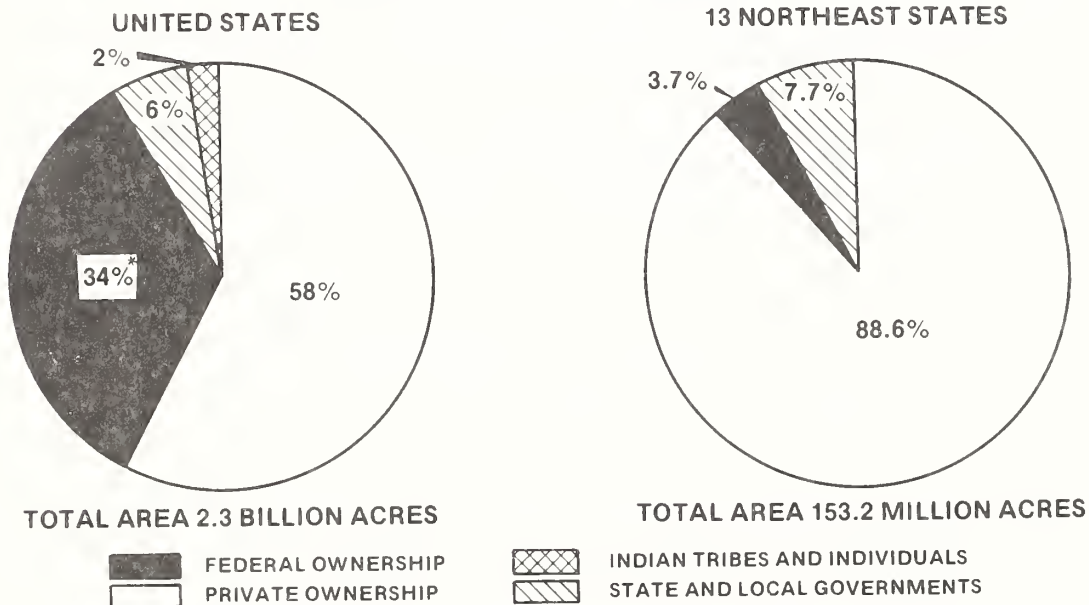 UNITED STATES
2%
6%
34%*
58%
TOTAL AREA 2.3 BILLION ACRES
13 NORTHEAST STATES
3.7%
7.7%
88.6%
TOTAL AREA 153.2 MILLION ACRES
FEDERAL OWNERSHIP
PRIVATE OWNERSHIP
INDIAN TRIBES AND INDIVIDUALS
STATE AND LOCAL GOVERNMENTS